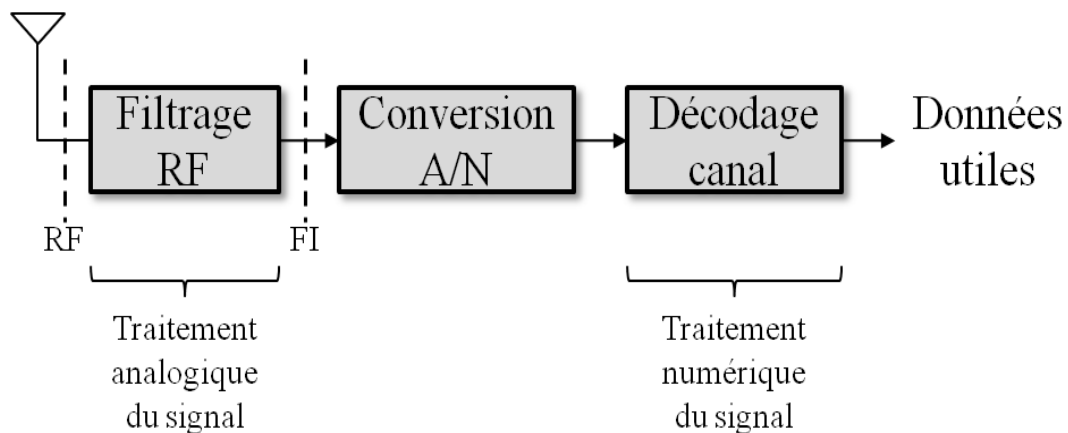 Filtrage
RF
Conversion
A/N
Décodage
canal
Données
utiles
RF
FI
Traitement
analogique
du signal
Traitement
numérique
du signal